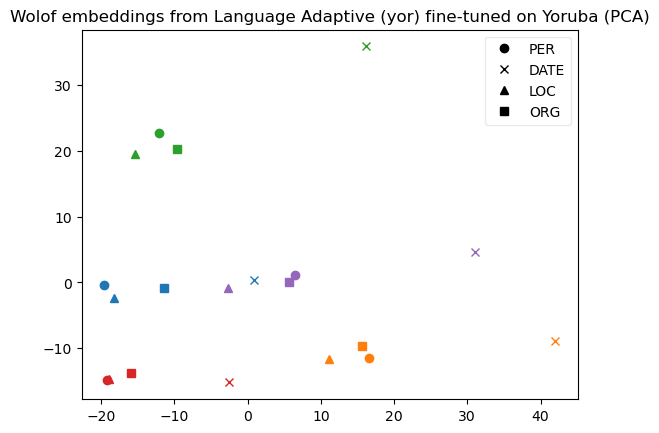 Wolof embeddings from Language Adaptive (yor) fine-tuned on Yoruba (PCA)
PER
DATE
LOC
ORG
30
20
10
0
−10
−20
−10
0
10
20
30
40